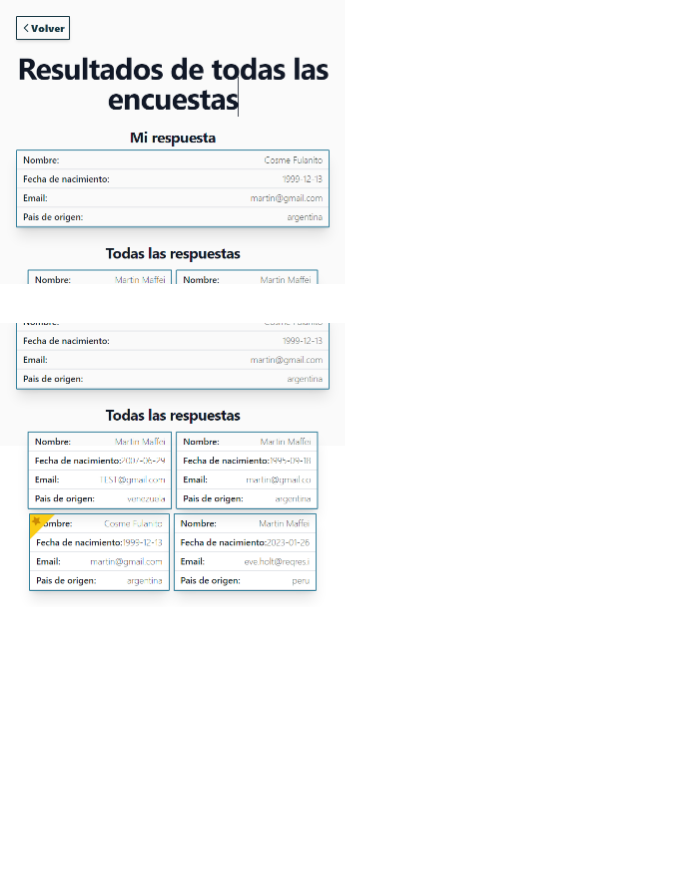 Volver
Resultados de todas las
encuestas
Mi respuesta
Nombre: Cosme Fulanito
Fecha de nacimiento: 1999-12-13
Email: martin@gmail.com
Pais de origen: argentina
Todas las respuestas
Nombre: Martin Maffei Nombre: Martin Maffei
Nombre: Cosme Fulanito
Fecha de nacimiento: 1999-12-13
Email: martin@gmail.com
Pais de origen: argentina
Todas las respuestas
Nombre: Martin Maffei Nombre: Martin Maffei
Fecha de nacimiento:2007-06-29 Fecha de nacimiento:1995-09-18
Email: TEST@gmail.com Email: martin@gmail.co
Pais de origen: venezuela Pais de origen: argentina
ombre: Cosme Fulanito Nombre: Martin Maffei
Fecha de nacimiento:1999-12-13 Fecha de nacimiento:2023-01-26
Email: martin@gmail.com Email: eve.holt@reqres.i
Pais de origen: argentina Pais de origen: peru